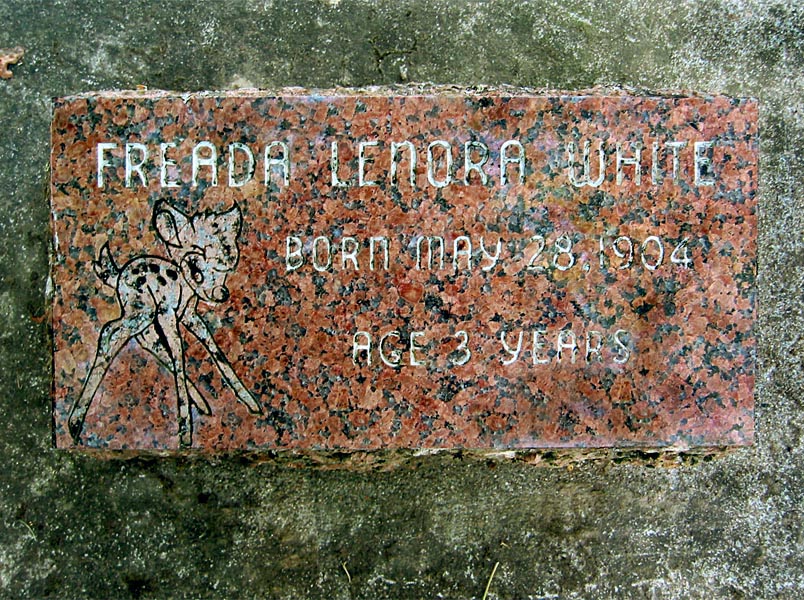 FREADA LENORA WHITE
BORN MAY 28, 1904
AGE 3 YEARS